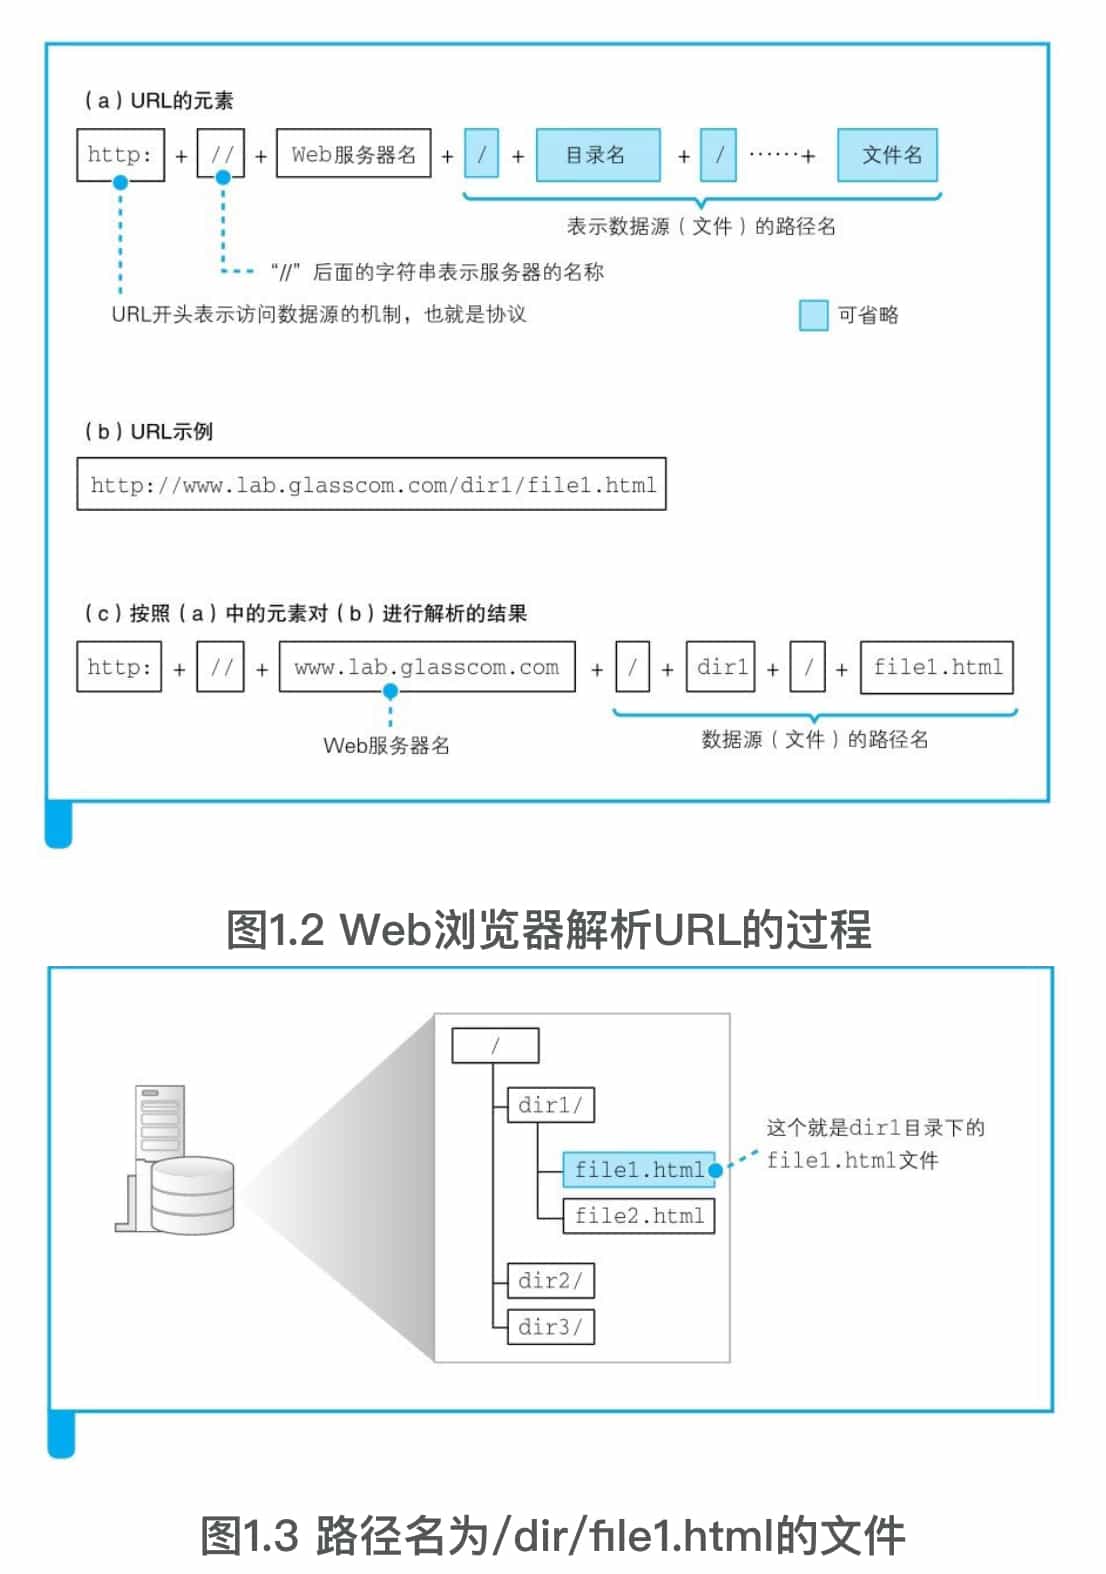 (a)URL的元素
http: + // + Web服务器名 + / + 目录名 + / ……+ 文件名
表示数据源(文件)的路径名
“//”后面的字符串表示服务器的名称
URL开头表示访问数据源的机制，也就是协议
可省略
(b)URL示例
http://www.lab.glasscom.com/dir1/file1.html
(c)按照(a)中的元素对(b)进行解析的结果
http: + // + www.lab.glasscom.com + / + dir1 + / + file1.html
Web服务器名
数据源(文件)的路径名
图1.2 Web浏览器解析URL的过程
/
dir1/
这个就是dir1目录下的
file1.html文件
file1.html
file2.html
dir2/
dir3/
图1.3 路径名为/dir/file1.html的文件